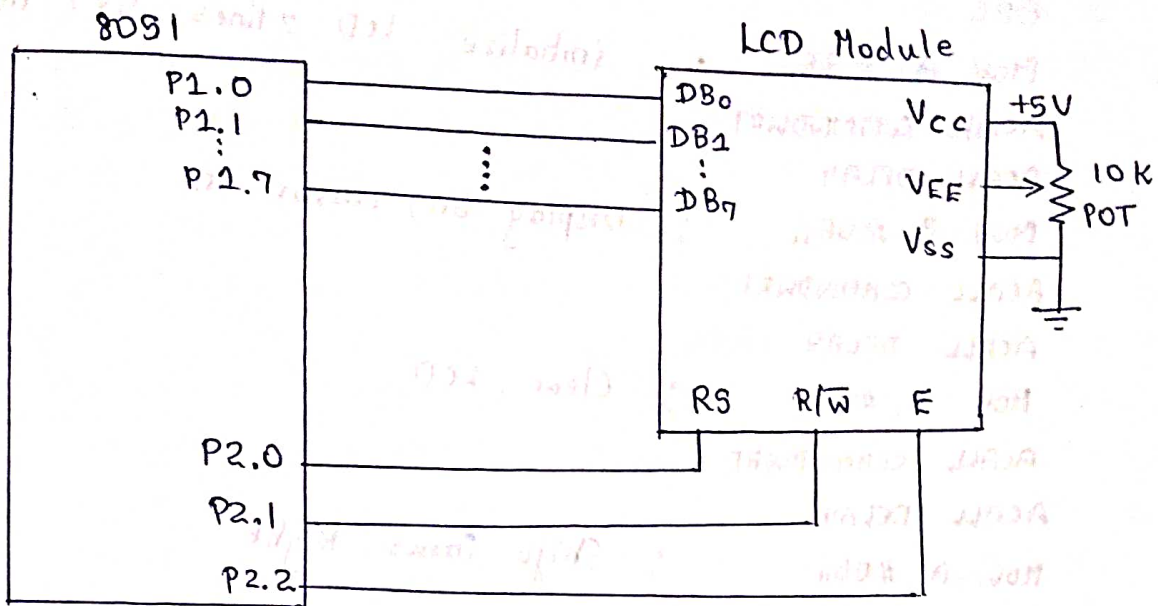 8051
LCD Module
P1.0
P1.1
P1.7
DB0
DB1
DB7
VCC
VEE
VSS
+5V
10K
POT
RS R/W̅ E
P2.0
P2.1
P2.2